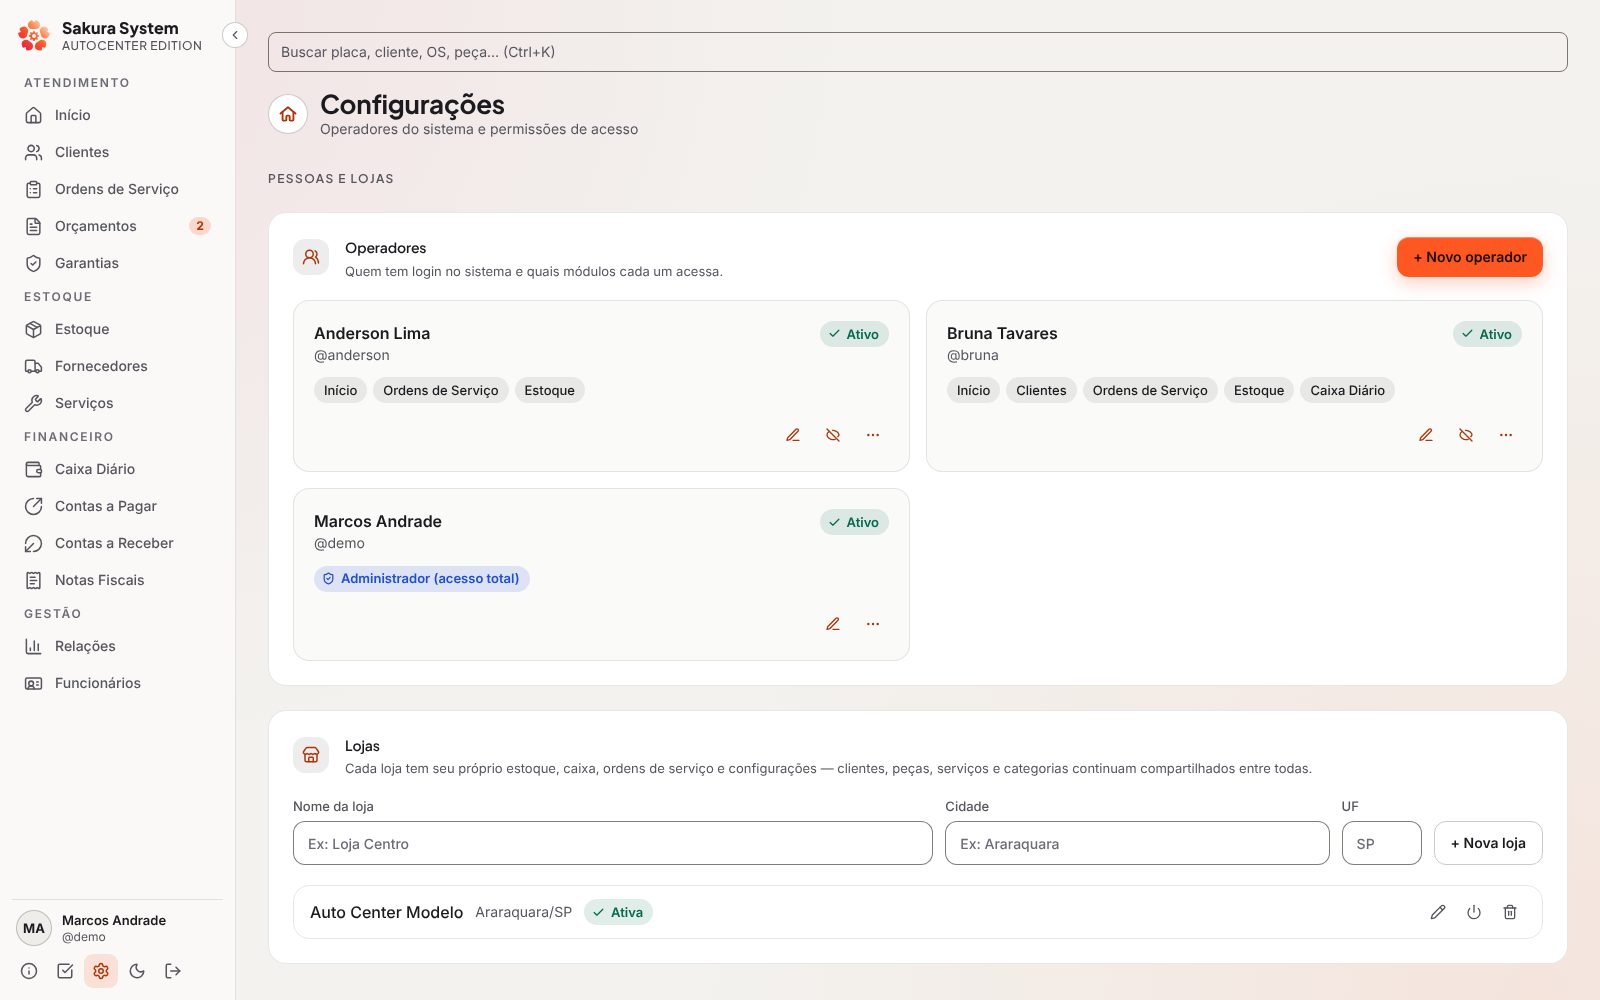 Sakura System
AUTOCENTER EDITION
ATENDIMENTO
Início
Clientes
Ordens de Serviço
Orçamentos 2
Garantias
ESTOQUE
Estoque
Fornecedores
Serviços
FINANCEIRO
Caixa Diário
Contas a Pagar
Contas a Receber
Notas Fiscais
GESTÃO
Relações
Funcionários
MA
Marcos Andrade
@demo
Buscar placa, cliente, OS, peça... (Ctrl+K)
Configurações
Operadores do sistema e permissões de acesso
PESSOAS E LOJAS
Operadores
Quem tem login no sistema e quais módulos cada um acessa.
+ Novo operador
Anderson Lima
@anderson
Ativo
Início Ordens de Serviço Estoque
Bruna Tavares
@bruna
Ativo
Início Clientes Ordens de Serviço Estoque Caixa Diário
Marcos Andrade
@demo
Ativo
Administrador (acesso total)
Lojas
Cada loja tem seu próprio estoque, caixa, ordens de serviço e configurações — clientes, peças, serviços e categorias continuam compartilhados entre todas.
Nome da loja
Ex: Loja Centro
Cidade
Ex: Araraquara
UF
SP
+ Nova loja
Auto Center Modelo Araraquara/SP Ativa